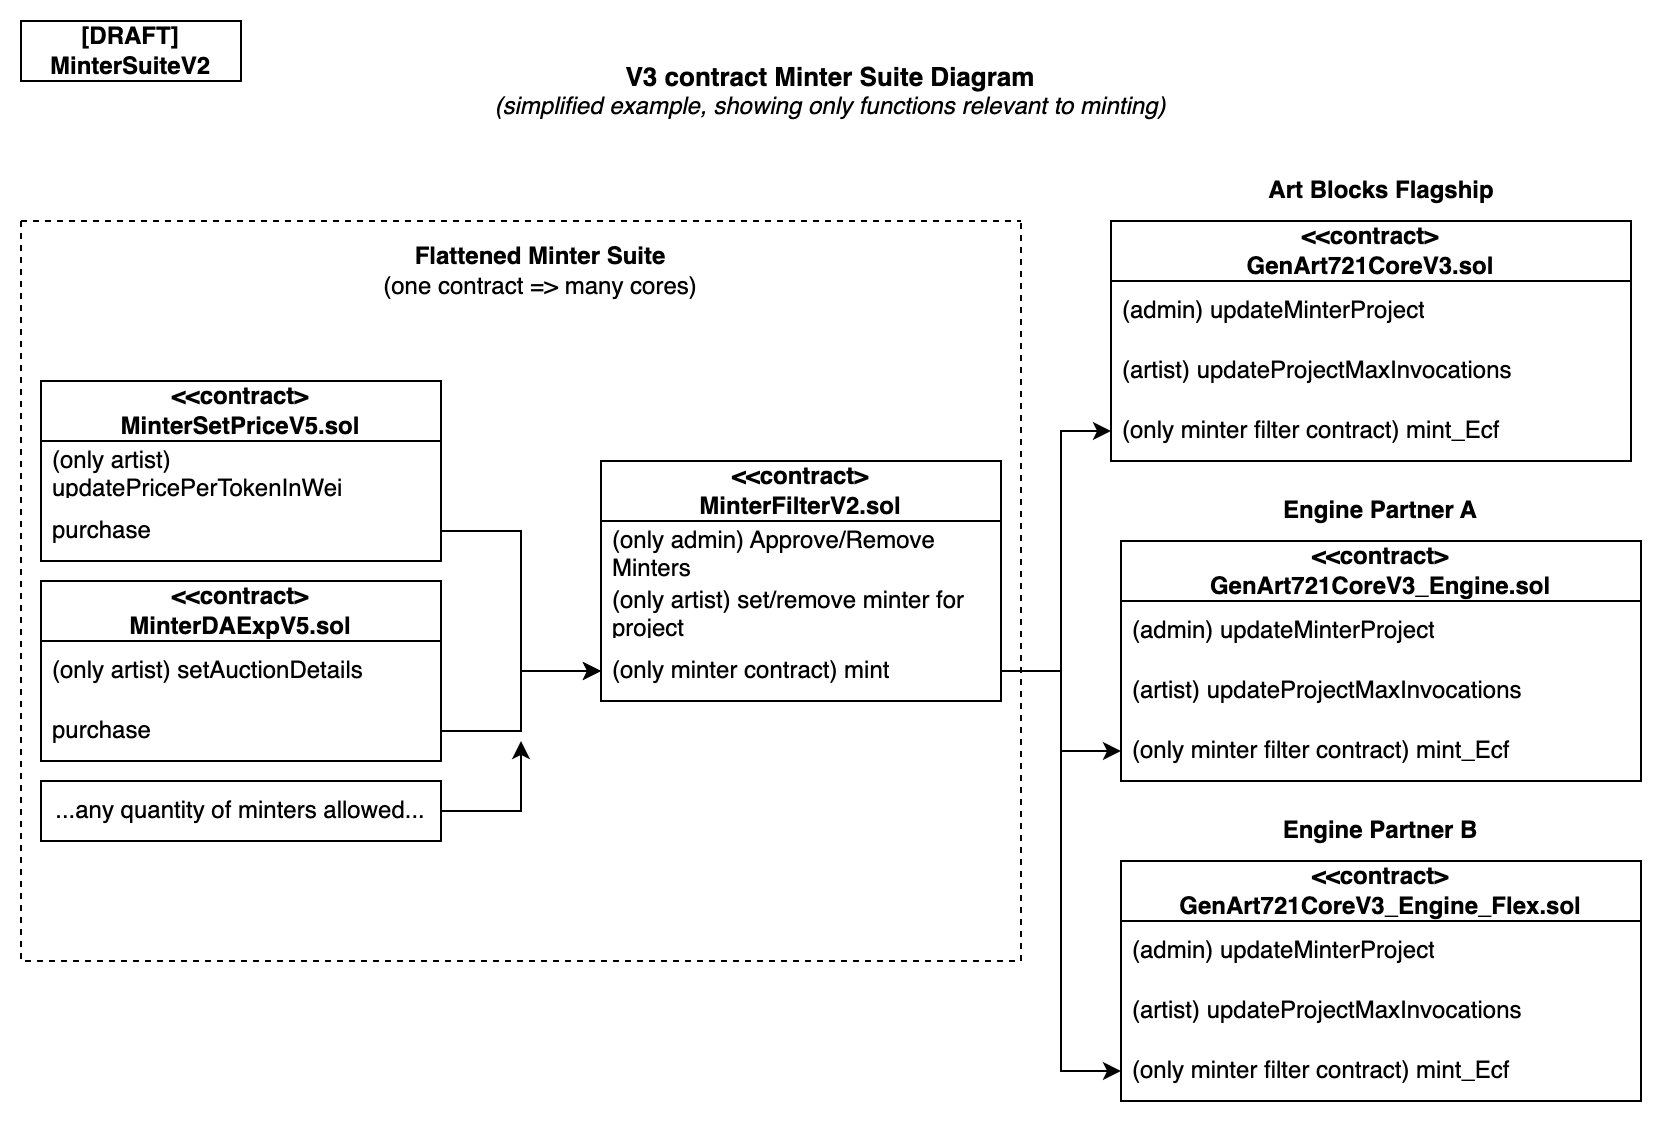 [DRAFT]
MinterSuiteV2
V3 contract Minter Suite Diagram
(simplified example, showing only functions relevant to minting)
Flattened Minter Suite
(one contract => many cores)
<<contract>
MinterSetPriceV5.sol
(only artist)
updatePricePerTokenInWei
purchase
<<contract>
MinterDAExpV5.sol
(only artist) setAuctionDetails
purchase
...any quantity of minters allowed...
<<contract>
MinterFilterV2.sol
(only admin) Approve/Remove
Minters
(only artist) set/remove minter for
project
(only minter contract) mint
Art Blocks Flagship
<<contract>
GenArt721CoreV3.sol
(admin) updateMinterProject
(artist) updateProjectMaxInvocations
(only minter filter contract) mint_Ecf
Engine Partner A
<<contract>
GenArt721CoreV3_Engine.sol
(admin) updateMinterProject
(artist) updateProjectMaxInvocations
(only minter filter contract) mint_Ecf
Engine Partner B
<<contract>
GenArt721CoreV3_Engine_Flex.sol
(admin) updateMinterProject
(artist) updateProjectMaxInvocations
(only minter filter contract) mint_Ecf